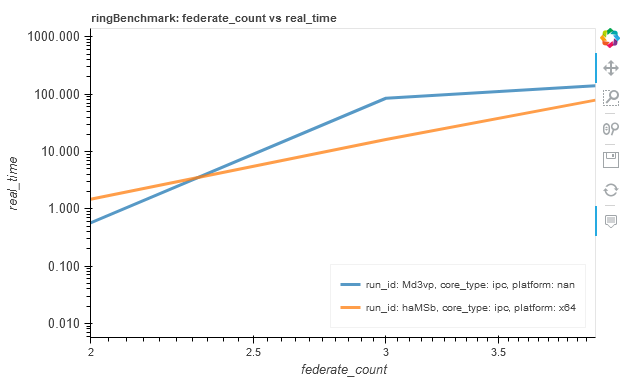 ringBenchmark: federate_count vs real_time
1000.000
100.000
10.000
1.000
0.100
0.010
real_time
run_id: Md3vp, core_type: ipc, platform: nan
run_id: haMSb, core_type: ipc, platform: x64
2
2.5
3
3.5
federate_count